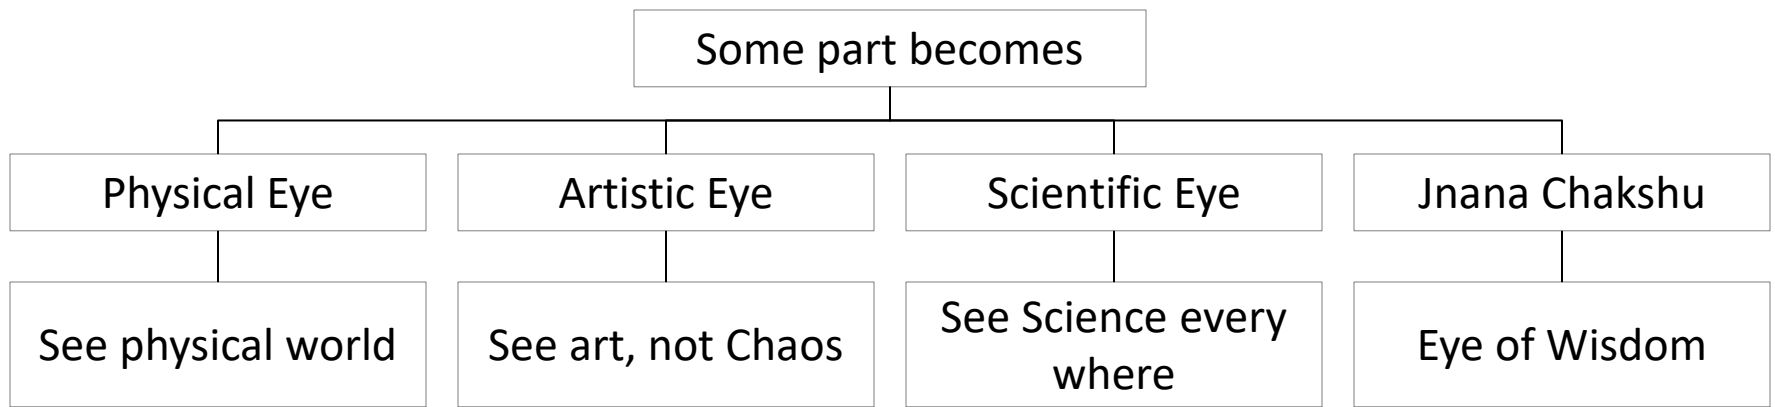 Some part becomes
Physical Eye
Artistic Eye
Scientific Eye
Jnana Chakshu
See physical world
See art, not Chaos
See Science every
where
Eye of Wisdom